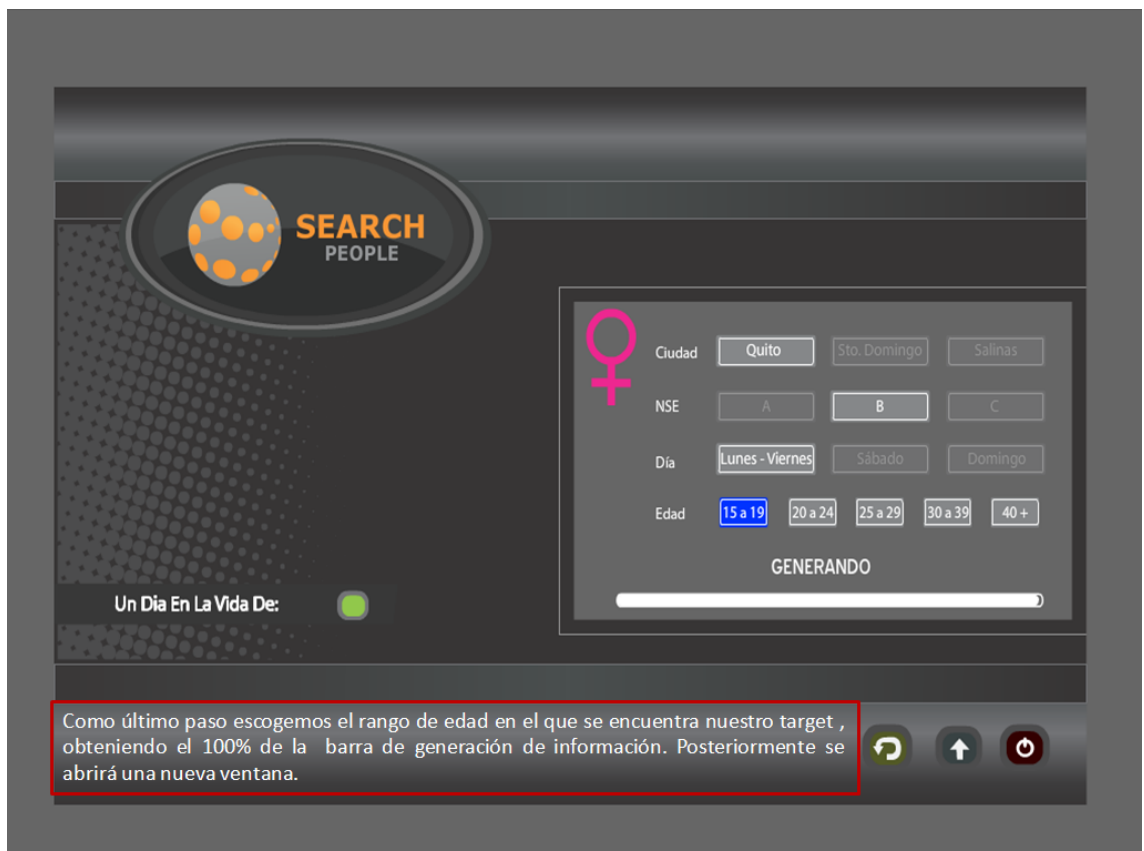 SEARCH
PEOPLE
Ciudad Quito Sto. Domingo Salinas
NSE A B C
Día Lunes - Viernes Sábado Domingo
Edad 15 a 19 20 a 24 25 a 29 30 a 39 40 +
GENERANDO
Un Dia En La Vida De:
Como último paso escogemos el rango de edad en el que se encuentra nuestro target ,
obteniendo el 100% de la barra de generación de información. Posteriormente se
abrirá una nueva ventana.